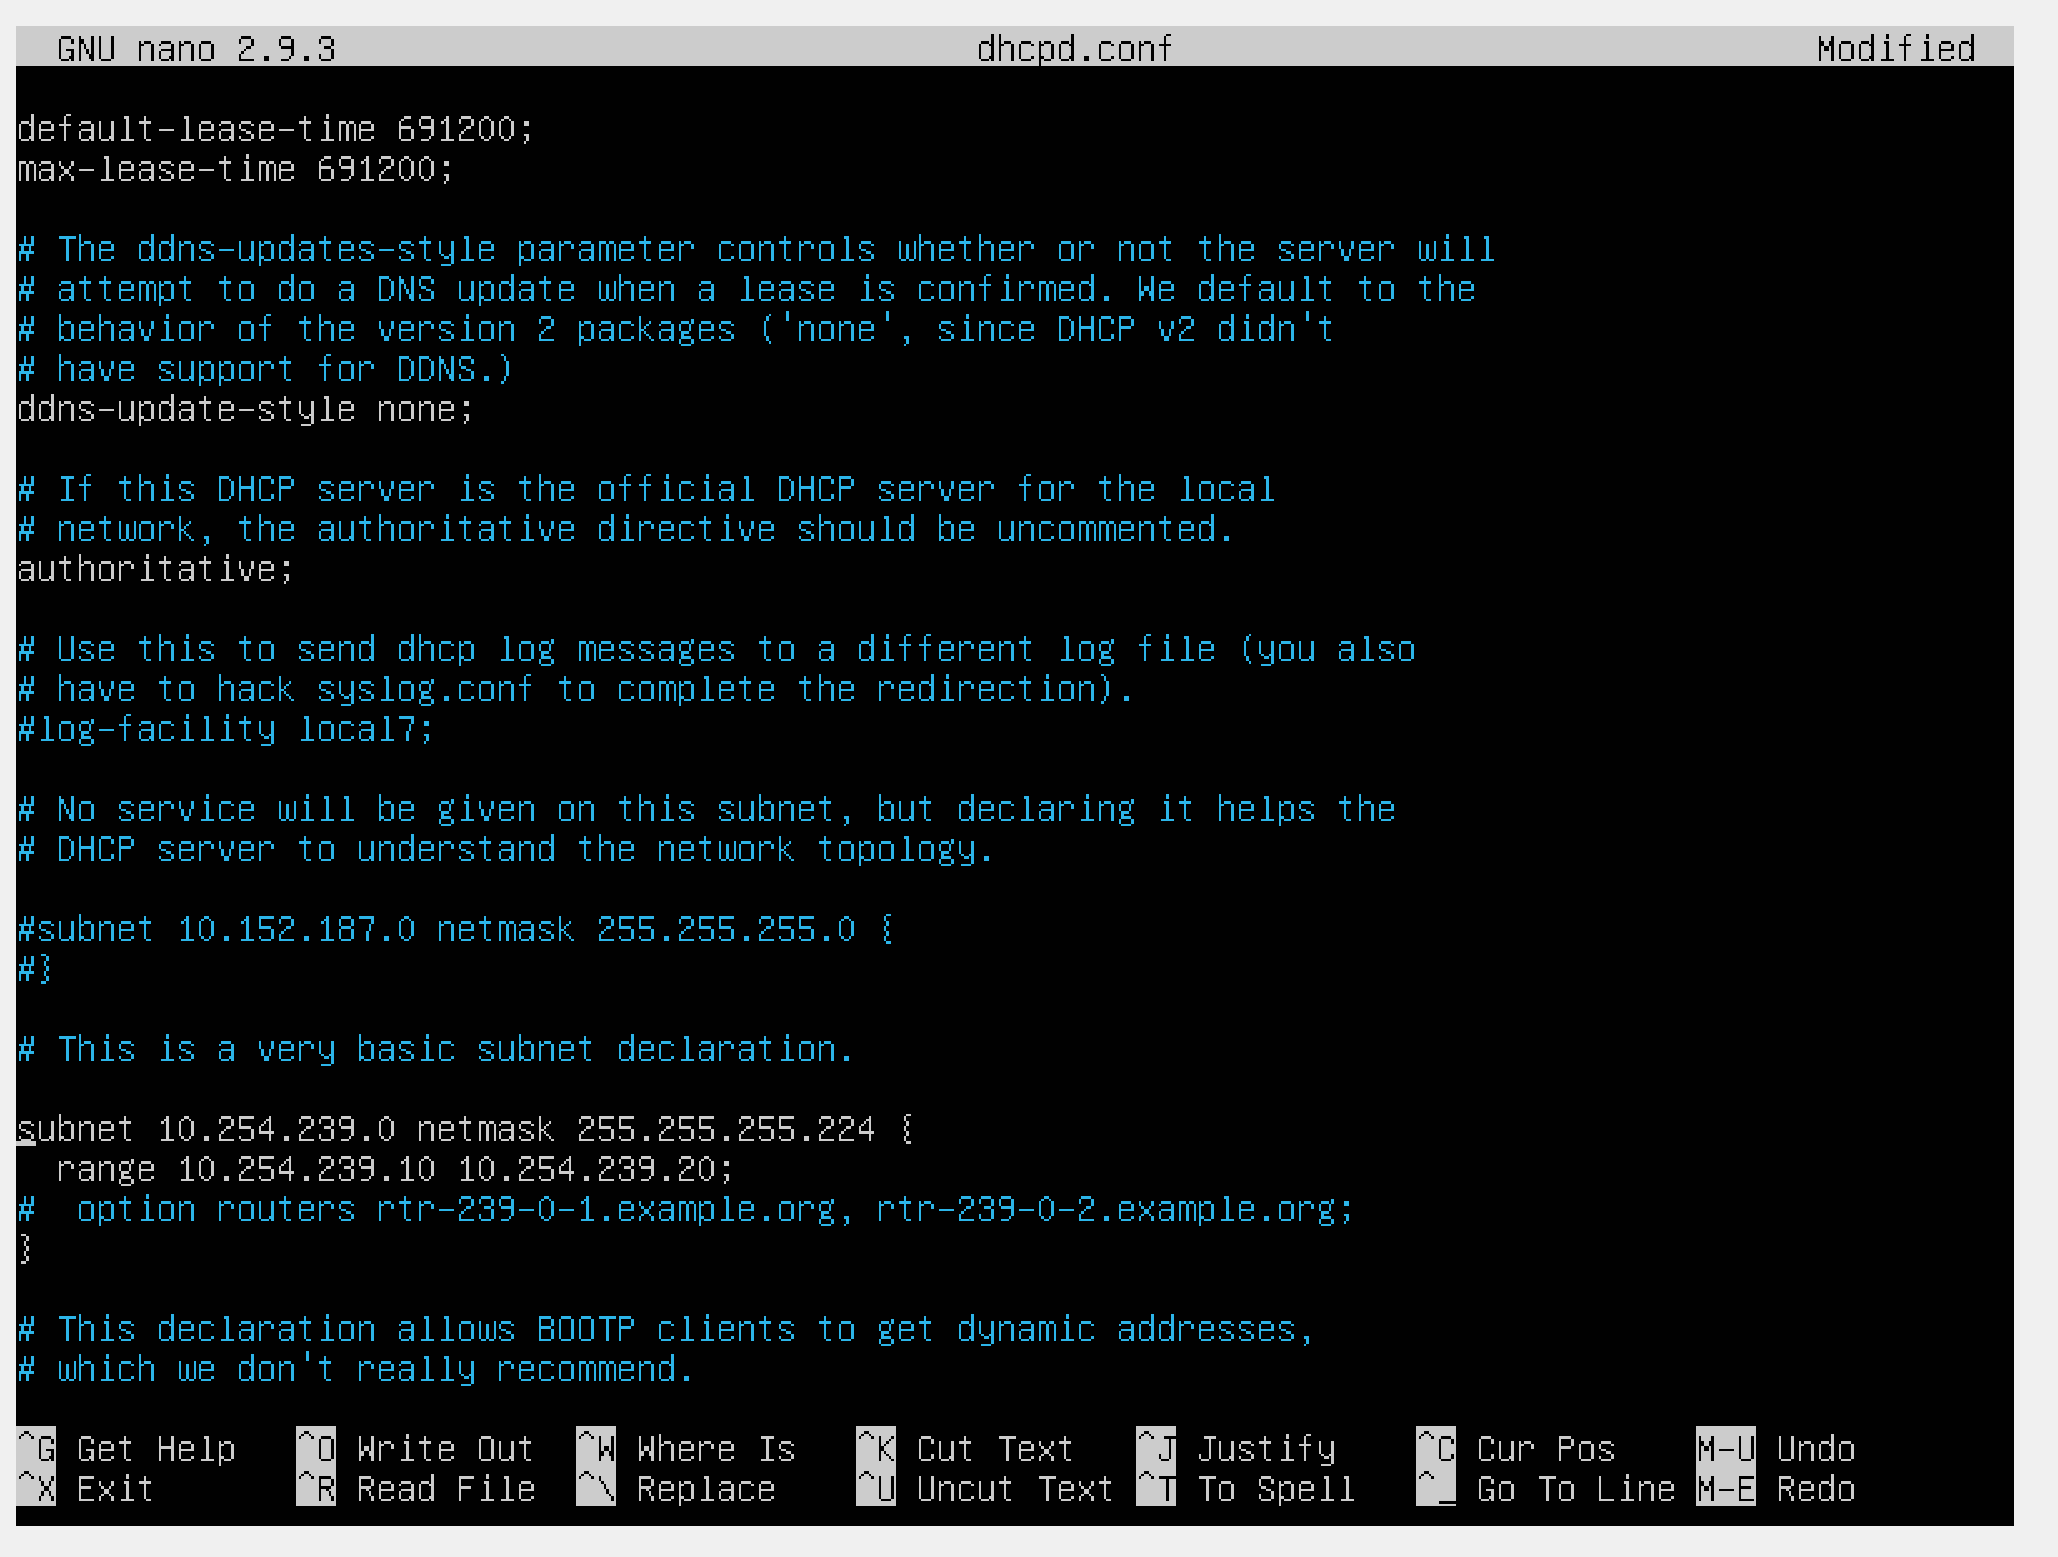 GNU nano 2.9.3 dhcpd.conf Modified
default-lease-time 691200;
max-lease-time 691200;
# The ddns-updates-style parameter controls whether or not the server will
# attempt to do a DNS update when a lease is confirmed. We default to the
# behavior of the version 2 packages ('none', since DHCP v2 didn't
# have support for DDNS.)
ddns-update-style none;
# If this DHCP server is the official DHCP server for the local
# network, the authoritative directive should be uncommented.
authoritative;
# Use this to send dhcp log messages to a different log file (you also
# have to hack syslog.conf to complete the redirection).
#log-facility local7;
# No service will be given on this subnet, but declaring it helps the
# DHCP server to understand the network topology.
#subnet 10.152.187.0 netmask 255.255.255.0 {
#}
# This is a very basic subnet declaration.
subnet 10.254.239.0 netmask 255.255.255.224 {
  range 10.254.239.10 10.254.239.20;
#  option routers rtr-239-0-1.example.org, rtr-239-0-2.example.org;
}
# This declaration allows BOOTP clients to get dynamic addresses,
# which we don't really recommend.
^G Get Help ^O Write Out ^W Where Is ^K Cut Text ^J Justify ^C Cur Pos M-U Undo
^X Exit ^R Read File ^\ Replace ^U Uncut Text ^T To Spell ^_ Go To Line M-E Redo